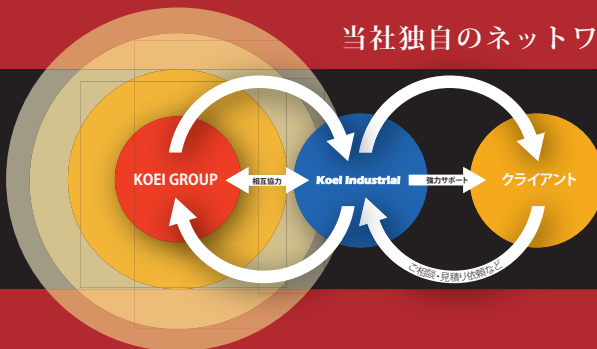 当社独自のネットワ
KOEI GROUP
相互協力
Koei Industrial
強力サポート
クライアント
ご相談・見積り依頼など